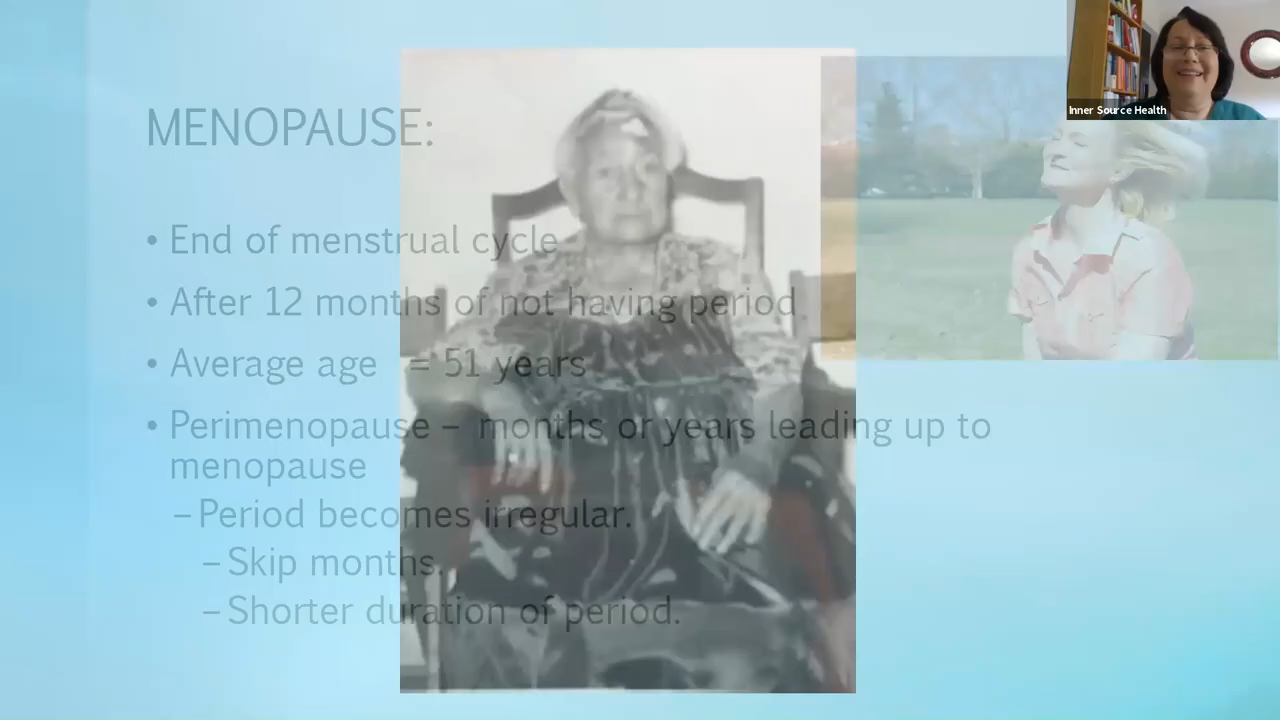 Inner Source Health
MENOPAUSE:
• End of menstrual cycle
• After 12 months of not having period
• Average age = 51 years
• Perimenopause – months or years leading up to
menopause
– Period becomes irregular.
– Skip months.
– Shorter duration of period.